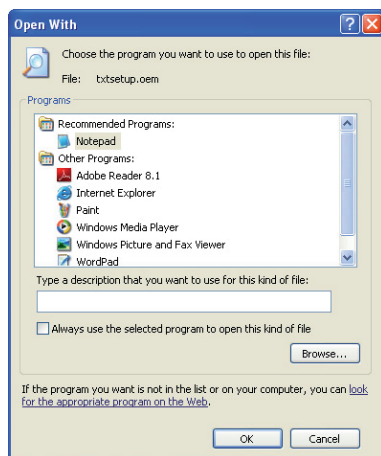 Open With
Choose the program you want to use to open this file:
File: txtsetup.oem
Programs
Recommended Programs:
Notepad
Other Programs:
Adobe Reader 8.1
Internet Explorer
Paint
Windows Media Player
Windows Picture and Fax Viewer
WordPad
Type a description that you want to use for this kind of file:
Always use the selected program to open this kind of file
Browse...
If the program you want is not in the list or on your computer, you can look
for the appropriate program on the Web.
OK Cancel